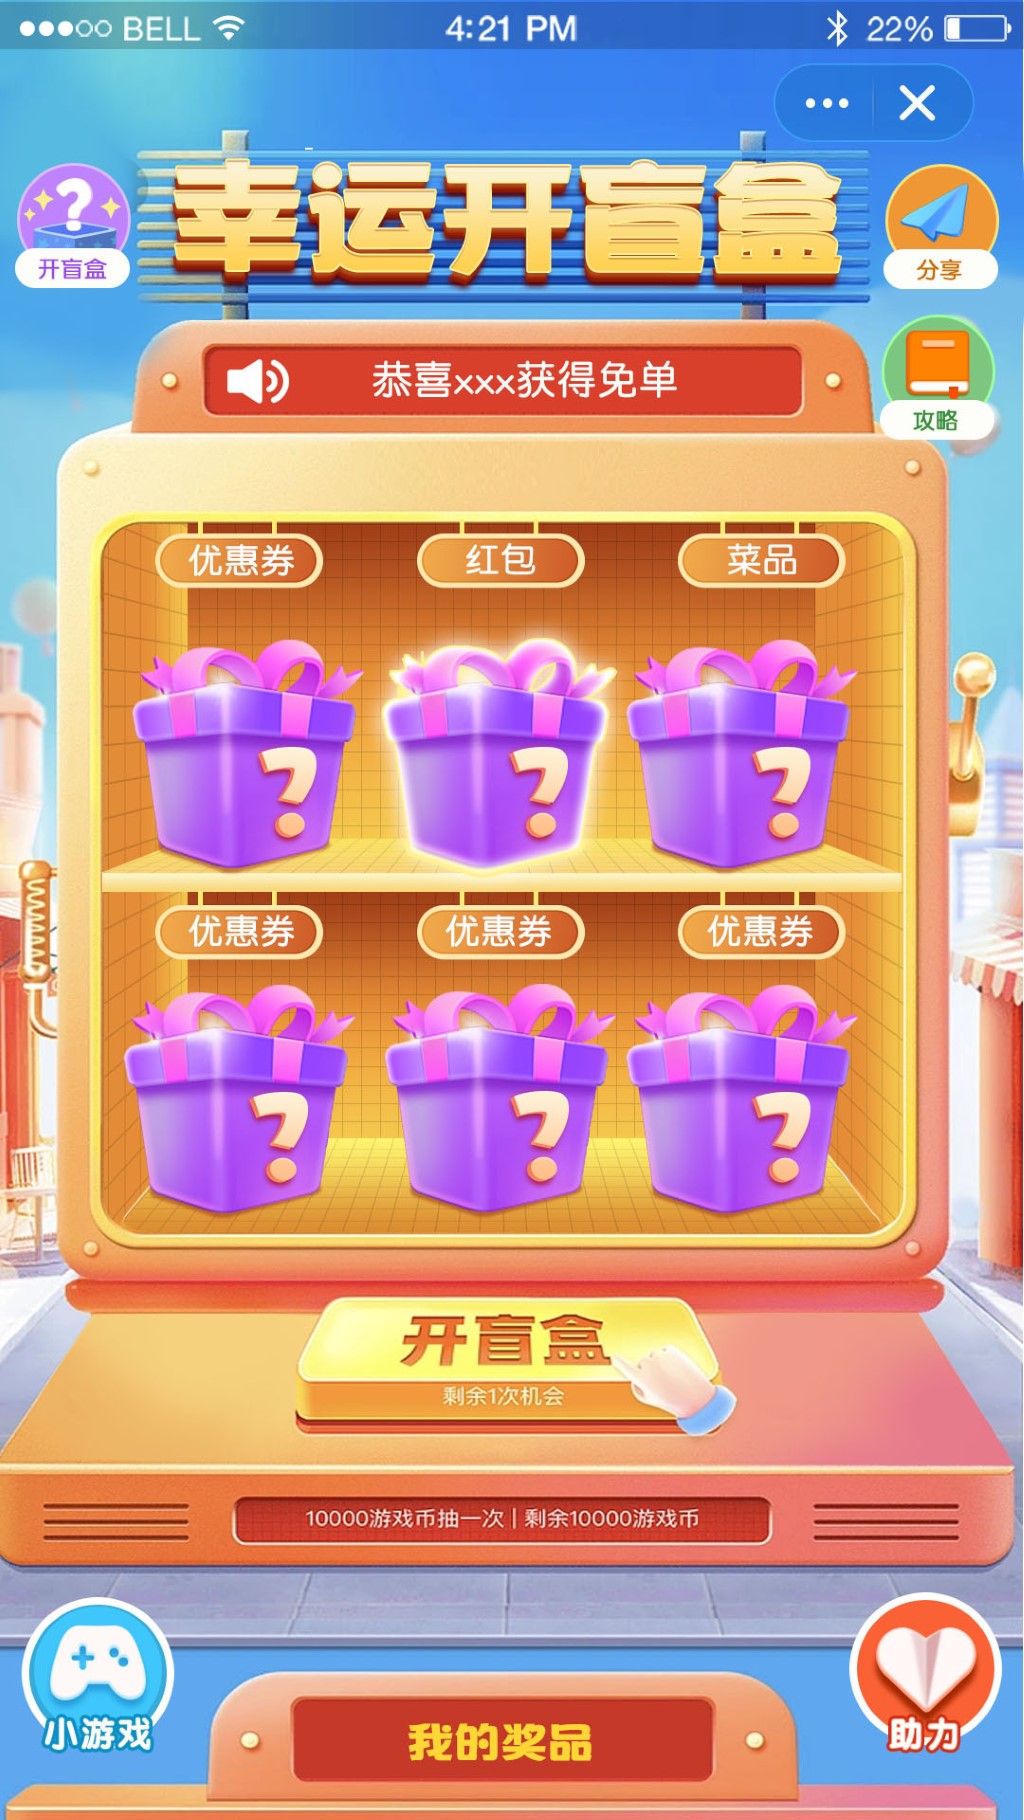 BELL 4:21 PM 22%
幸运开盲盒
开盲盒
分享
恭喜xxx获得免单
攻略
优惠券 红包 菜品
? ? ?
优惠券 优惠券 优惠券
? ? ?
开盲盒
剩余1次机会
10000游戏币抽一次 | 剩余10000游戏币
小游戏
助力
我的奖品